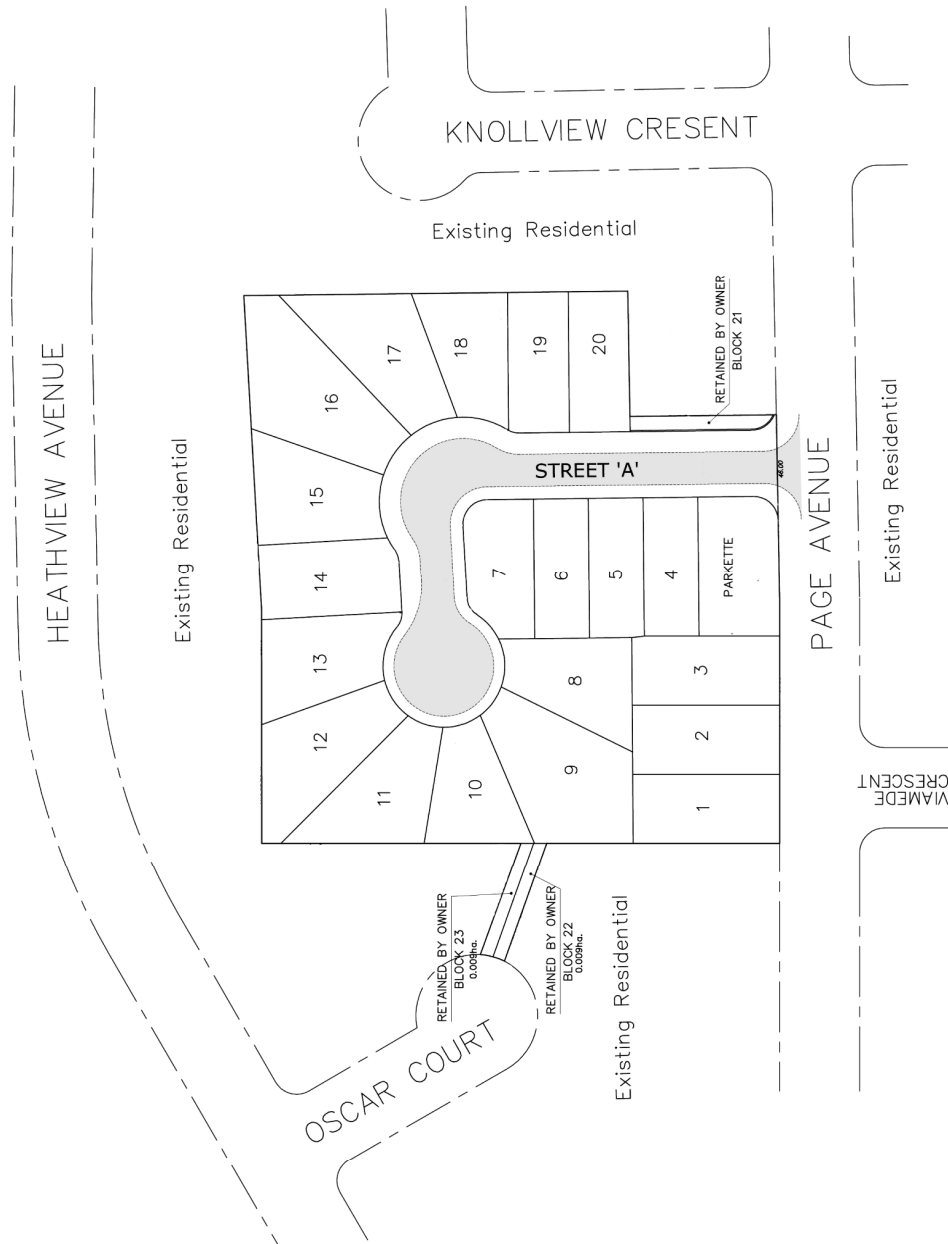 KNOLLVIEW CRESENT
Existing Residential
HEATHVIEW AVENUE
Existing Residential
RETAINED BY OWNER
BLOCK 21
16
17
18
19
20
15
STREET 'A'
46.00
PAGE AVENUE
Existing Residential
14
7
6
5
4
PARKETTE
13
8
3
12
9
2
11
10
1
VIAMEDE
CRESCENT
RETAINED BY OWNER
BLOCK 23
0.009ha.
RETAINED BY OWNER
BLOCK 22
0.009ha.
Existing Residential
OSCAR COURT